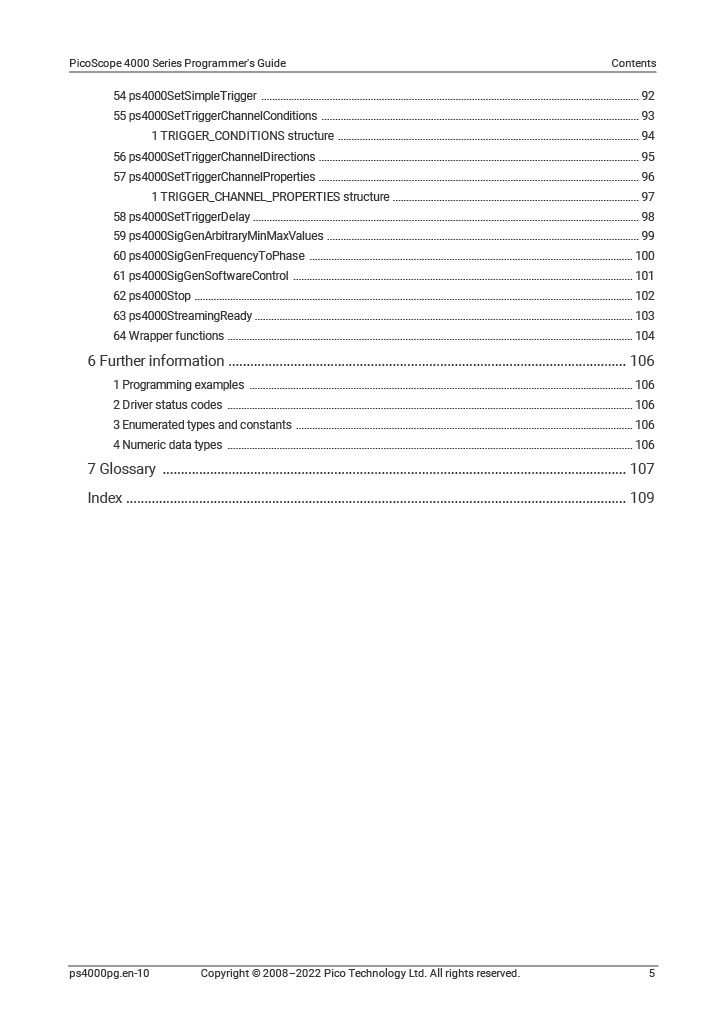 PicoScope 4000 Series Programmer's Guide Contents
54 ps4000SetSimpleTrigger 92
55 ps4000SetTriggerChannelConditions 93
1 TRIGGER_CONDITIONS structure 94
56 ps4000SetTriggerChannelDirections 95
57 ps4000SetTriggerChannelProperties 96
1 TRIGGER_CHANNEL_PROPERTIES structure 97
58 ps4000SetTriggerDelay 98
59 ps4000SigGenArbitraryMinMaxValues 99
60 ps4000SigGenFrequencyToPhase 100
61 ps4000SigGenSoftwareControl 101
62 ps4000Stop 102
63 ps4000StreamingReady 103
64 Wrapper functions 104
6 Further information 106
1 Programming examples 106
2 Driver status codes 106
3 Enumerated types and constants 106
4 Numeric data types 106
7 Glossary 107
Index 109
ps4000pg.en-10 Copyright © 2008–2022 Pico Technology Ltd. All rights reserved. 5